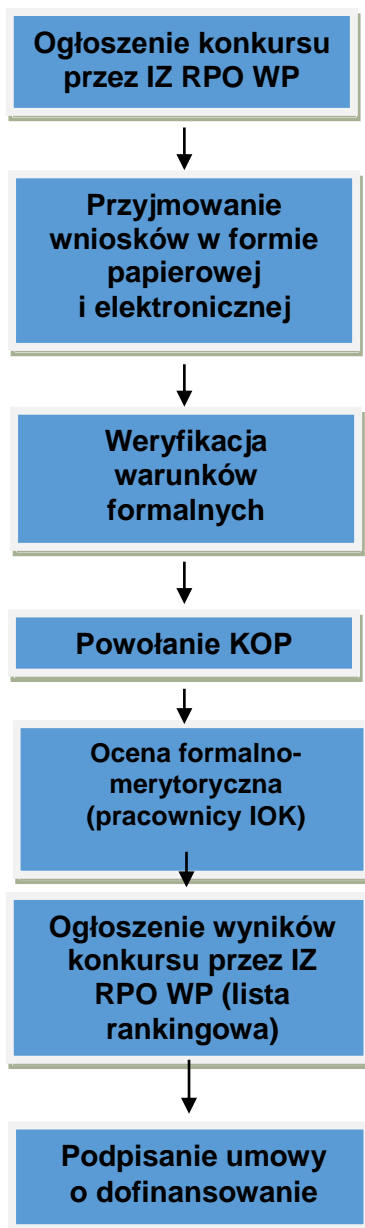 Ogłoszenie konkursu
przez IZ RPO WP
Przyjmowanie
wniosków w formie
papierowej
i elektronicznej
Weryfikacja
warunków
formalnych
Powołanie KOP
Ocena formalno-
merytoryczna
(pracownicy IOK)
Ogłoszenie wyników
konkursu przez IZ
RPO WP (lista
rankingowa)
Podpisanie umowy
o dofinansowanie